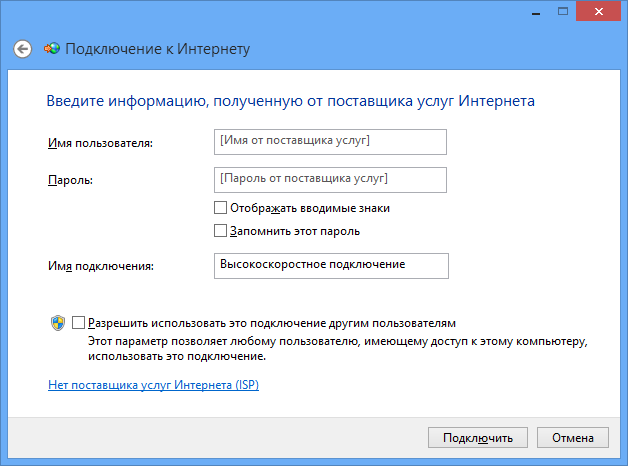 Подключение к Интернету
Введите информацию, полученную от поставщика услуг Интернета
Имя пользователя:
[Имя от поставщика услуг]
Пароль:
[Пароль от поставщика услуг]
Отображать вводимые знаки
Запомнить этот пароль
Имя подключения:
Высокоскоростное подключение
Разрешить использовать это подключение другим пользователям
Этот параметр позволяет любому пользователю, имеющему доступ к этому компьютеру,
использовать это подключение.
Нет поставщика услуг Интернета (ISP)
Подключить
Отмена